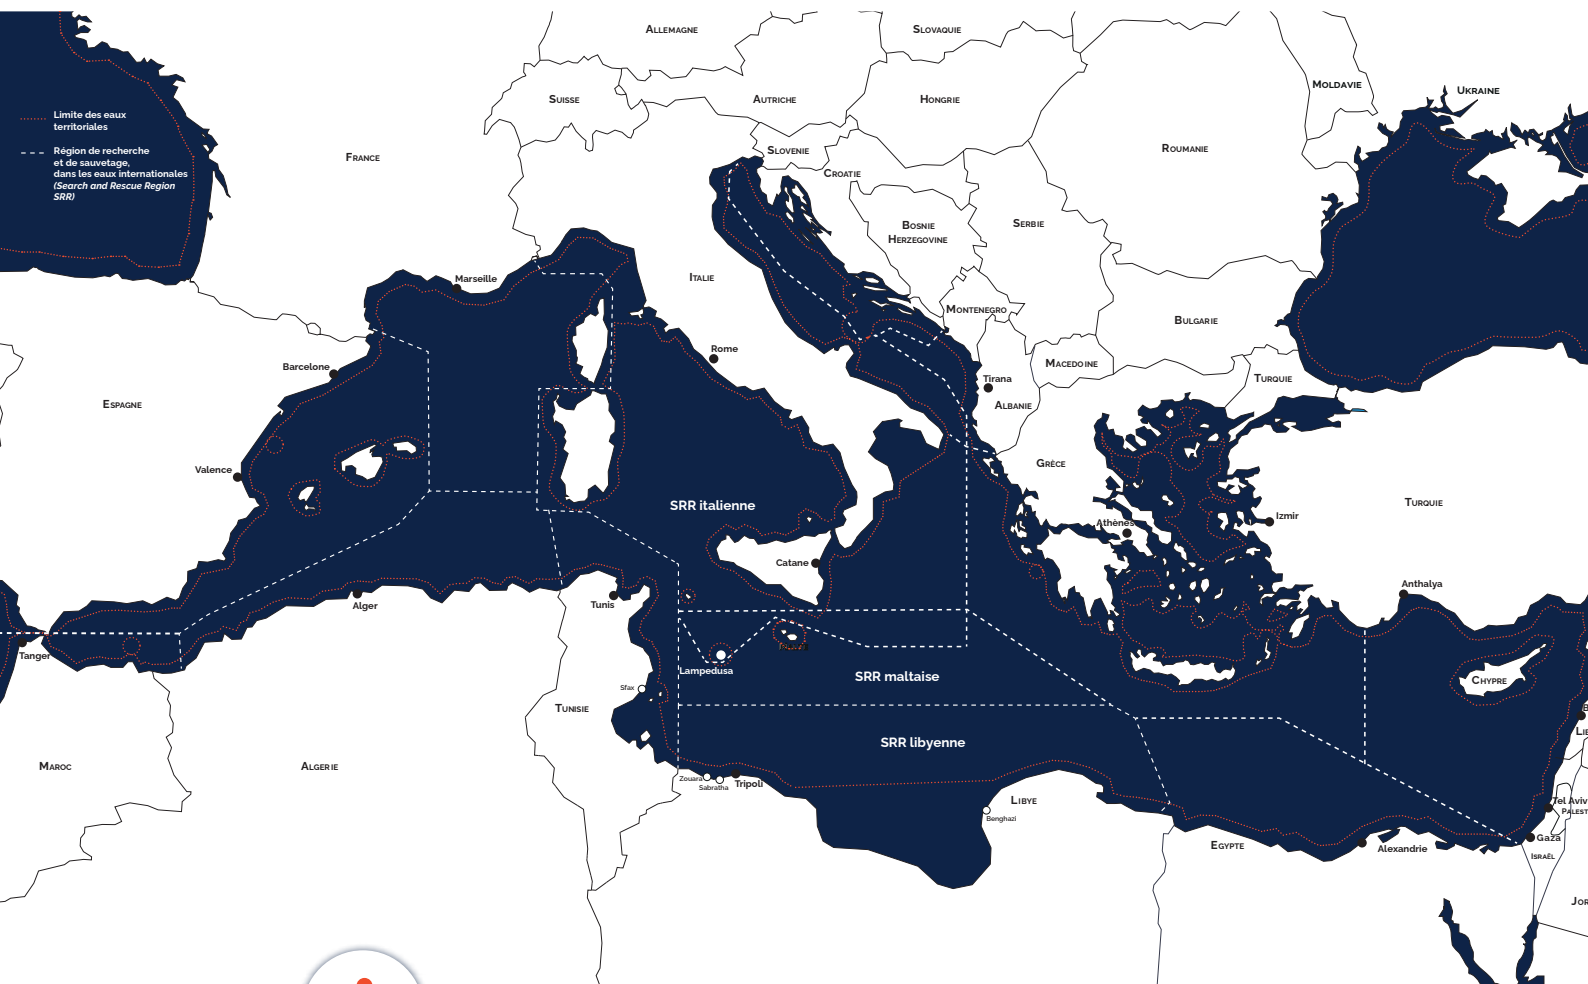 ALLEMAGNE
SLOVAQUIE
SUISSE
AUTRICHE
HONGRIE
MOLDAVIE
UKRAINE
Limite des eaux
territoriales
Région de recherche
et de sauvetage,
dans les eaux internationales
(Search and Rescue Region
SRR)
FRANCE
SLOVENIE
CROATIE
ROUMANIE
BOSNIE
HERZEGOVINE
SERBIE
Marseille
ITALIE
MONTENEGRO
BULGARIE
Rome
Barcelone
MACEDOINE
Tirana
TURQUIE
ESPAGNE
ALBANIE
Valence
GRÈCE
SRR italienne
TURQUIE
Izmir
Athènes
Catane
Anthalya
Alger
Tunis
Tanger
Lampedusa
SRR maltaise
CHYPRE
Sfax
TUNISIE
SRR libyenne
MAROC
ALGERIE
Zouara
Sabratha
Tripoli
LIBYE
Benghazi
Tel Aviv
PALEST
Gaza
EGYPTE
Alexandrie
ISRAËL
JOR